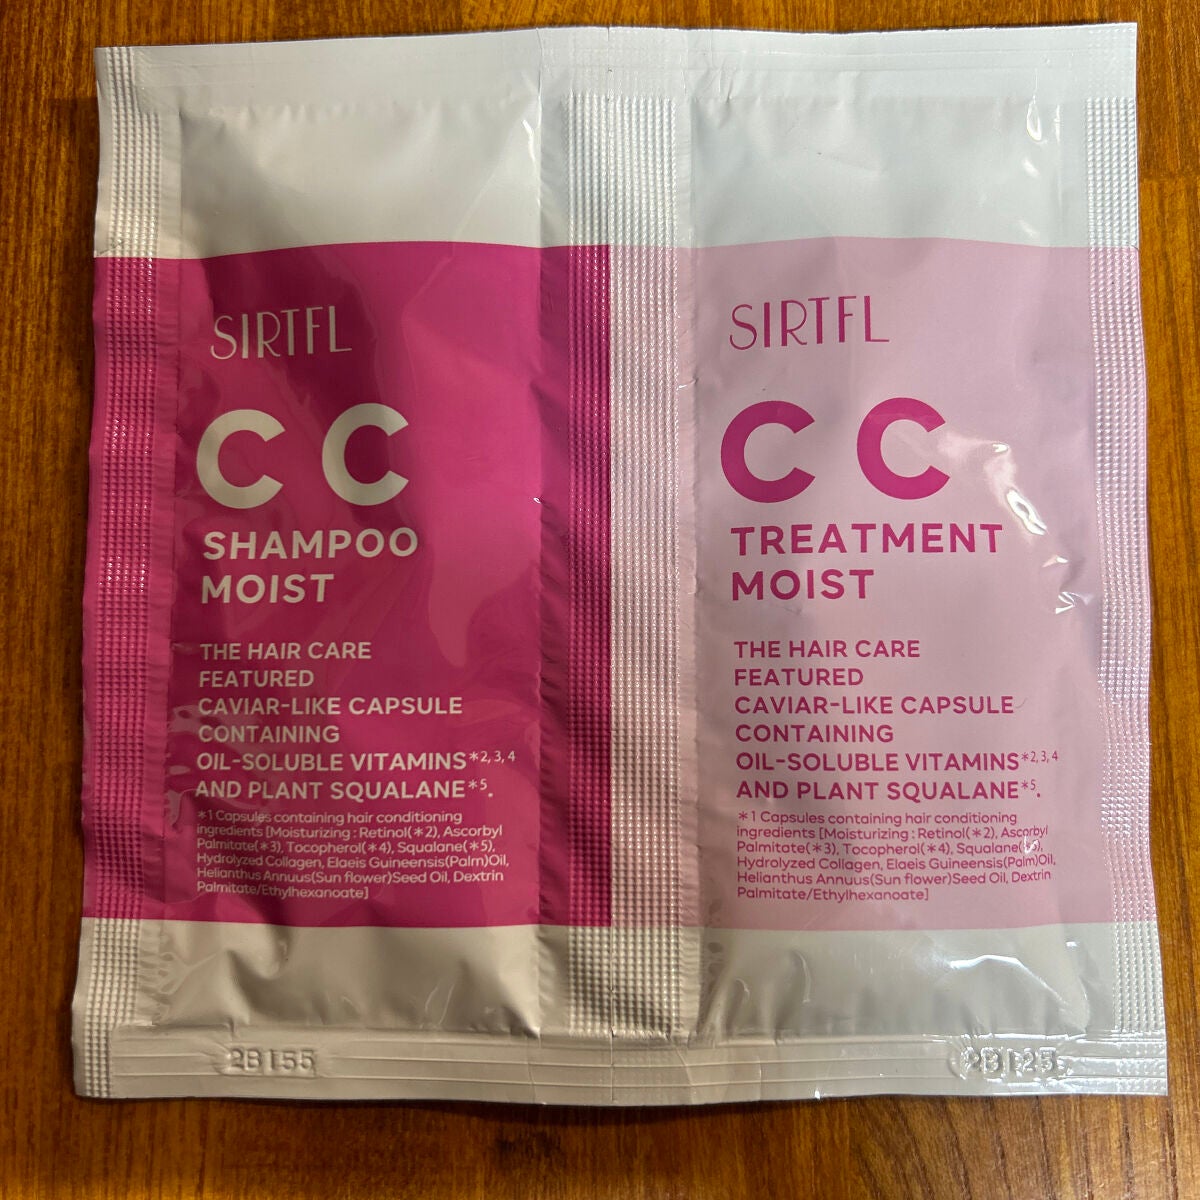 SIRTFL
CC
SHAMPOO
MOIST
THE HAIR CARE
FEATURED
CAVIAR-LIKE CAPSULE
CONTAINING
OIL-SOLUBLE VITAMINS*2,3,4
AND PLANT SQUALANE*5.
*1 Capsules containing hair conditioning
ingredients [Moisturizing : Retinol(*2), Ascorbyl
Palmitate(*3), Tocopherol(*4), Squalane(*5),
Hydrolyzed Collagen, Elaeis Guineensis(Palm)Oil,
Helianthus Annuus(Sun flower)Seed Oil, Dextrin
Palmitate/Ethylhexanoate]
2B155
SIRTFL
CC
TREATMENT
MOIST
THE HAIR CARE
FEATURED
CAVIAR-LIKE CAPSULE
CONTAINING
OIL-SOLUBLE VITAMINS*2,3,4
AND PLANT SQUALANE*5.
*1 Capsules containing hair conditioning
ingredients [Moisturizing : Retinol(*2), Ascorbyl
Palmitate(*3), Tocopherol(*4), Squalane(*5),
Hydrolyzed Collagen, Elaeis Guineensis(Palm)Oil,
Helianthus Annuus(Sun flower)Seed Oil, Dextrin
Palmitate/Ethylhexanoate]
2B125